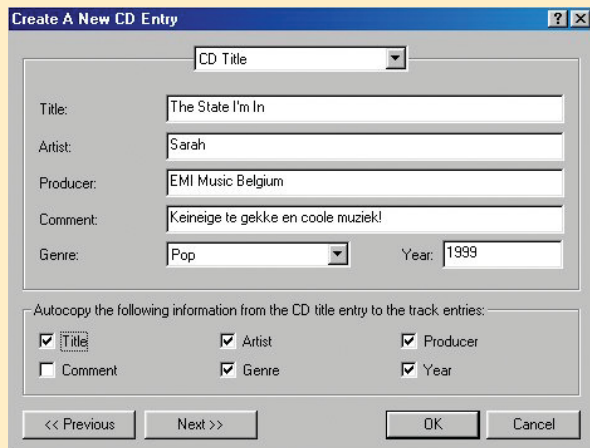 Create A New CD Entry
CD Title
Title: The State I'm In
Artist: Sarah
Producer: EMI Music Belgium
Comment: Keineige te gekke en coole muziek!
Genre: Pop Year: 1999
Autocopy the following information from the CD title entry to the track entries:
Title Artist Producer
Comment Genre Year
<< Previous Next >> OK Cancel